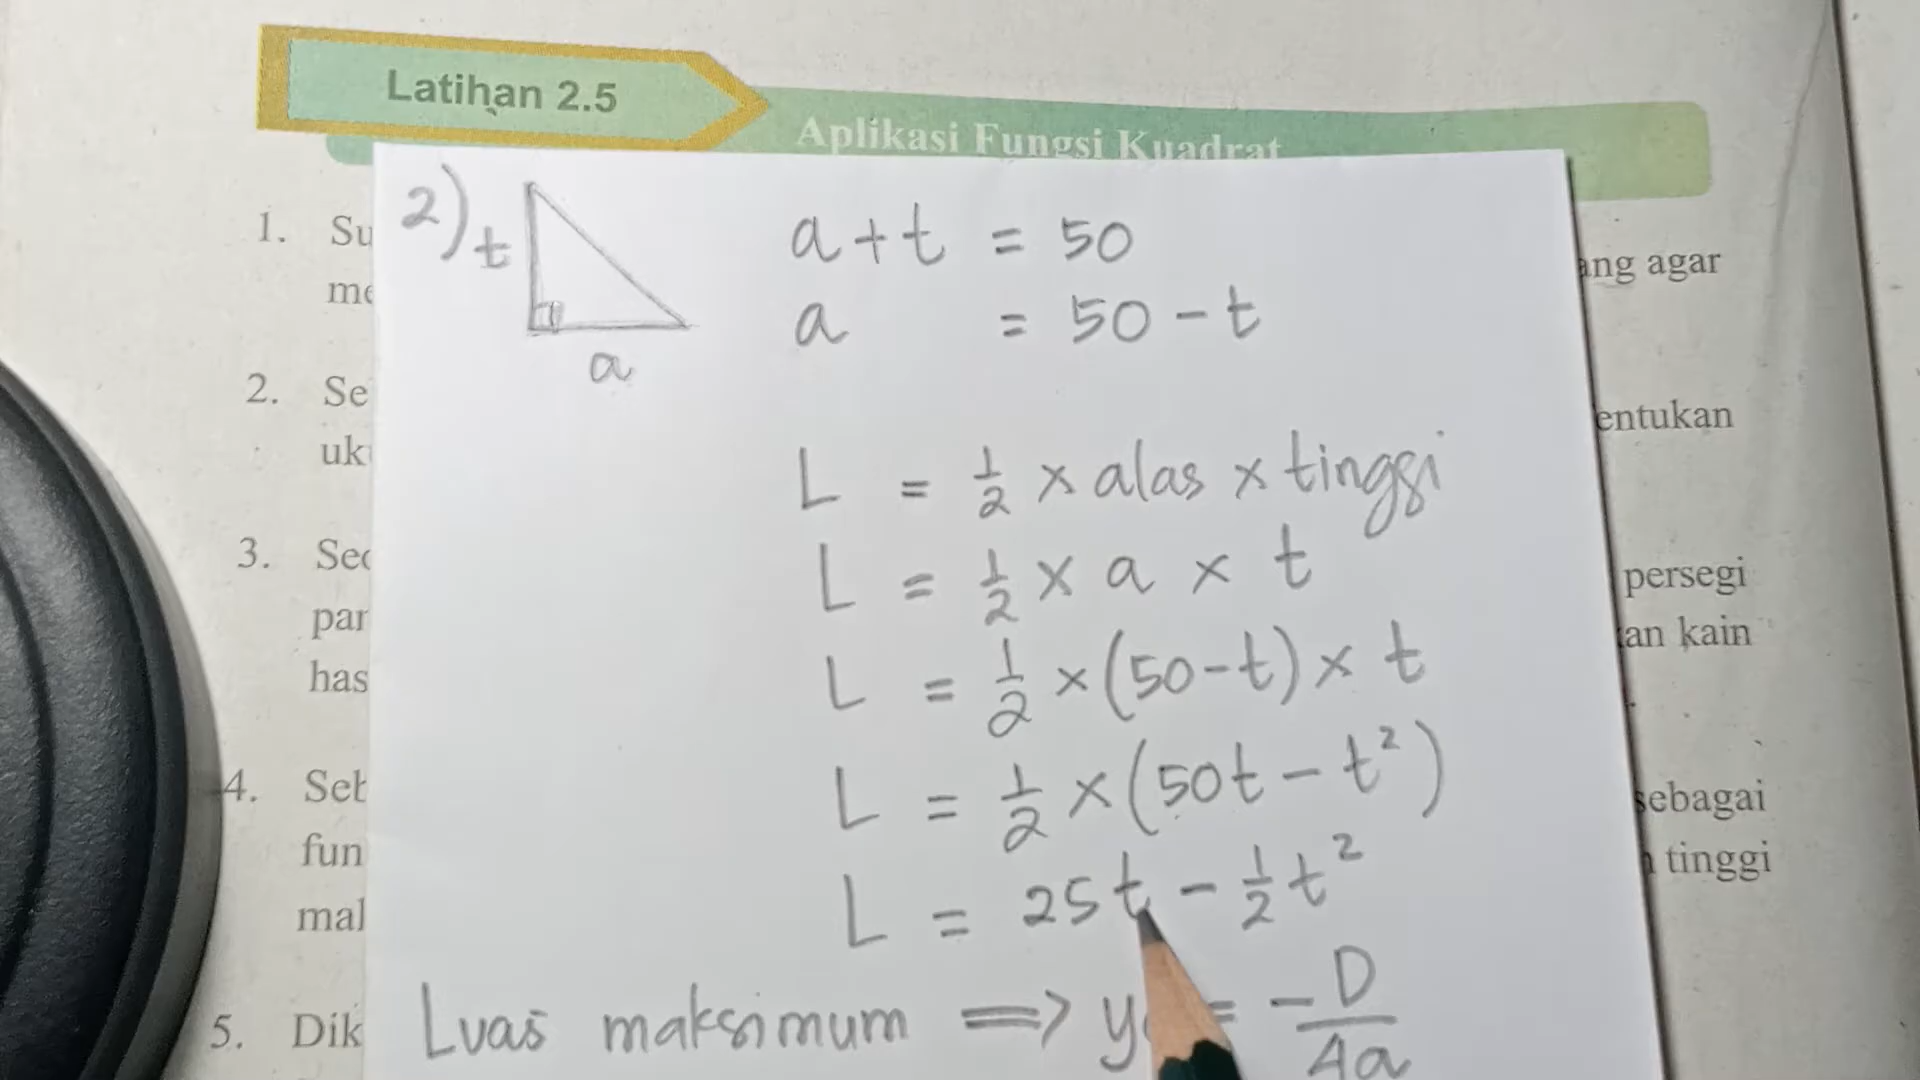 Latihan 2.5
Aplikasi Fungsi Kuadrat
1. Su
me
ang agar
2. Se
uk
entukan
3. Sec
par
has
persegi
an kain
4. Seb
fun
mal
sebagai
tinggi
5. Dik
2)
t
a
a + t = 50
a = 50 - t
L = 1/2 × alas × tinggi
L = 1/2 × a × t
L = 1/2 × (50-t) × t
L = 1/2 × (50t - t²)
L = 25t - 1/2 t²
Luas maksimum ⇒ y = -D/4a